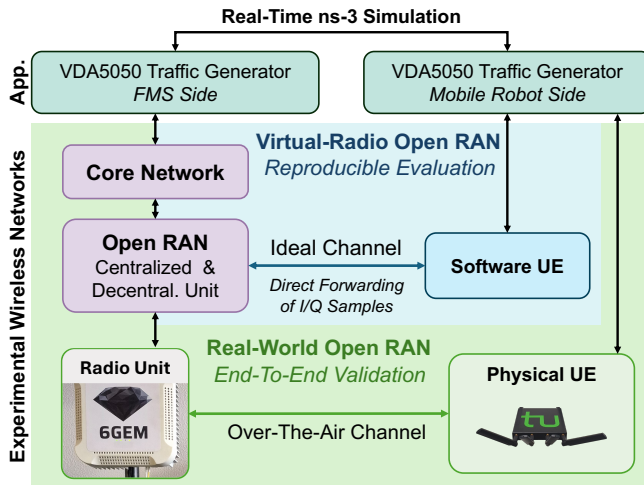 Real-Time ns-3 Simulation
App.
VDA5050 Traffic Generator
FMS Side
VDA5050 Traffic Generator
Mobile Robot Side
Experimental Wireless Networks
Virtual-Radio Open RAN
Reproducible Evaluation
Core Network
Open RAN
Centralized &
Decentral. Unit
Ideal Channel
Direct Forwarding
of I/Q Samples
Software UE
Real-World Open RAN
End-To-End Validation
Radio Unit
6GEM
Over-The-Air Channel
Physical UE
tu